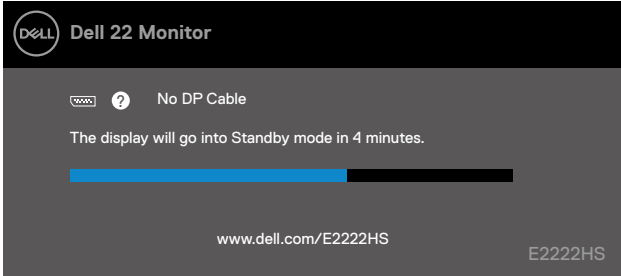 DELL
Dell 22 Monitor
? No DP Cable
The display will go into Standby mode in 4 minutes.
www.dell.com/E2222HS
E2222HS